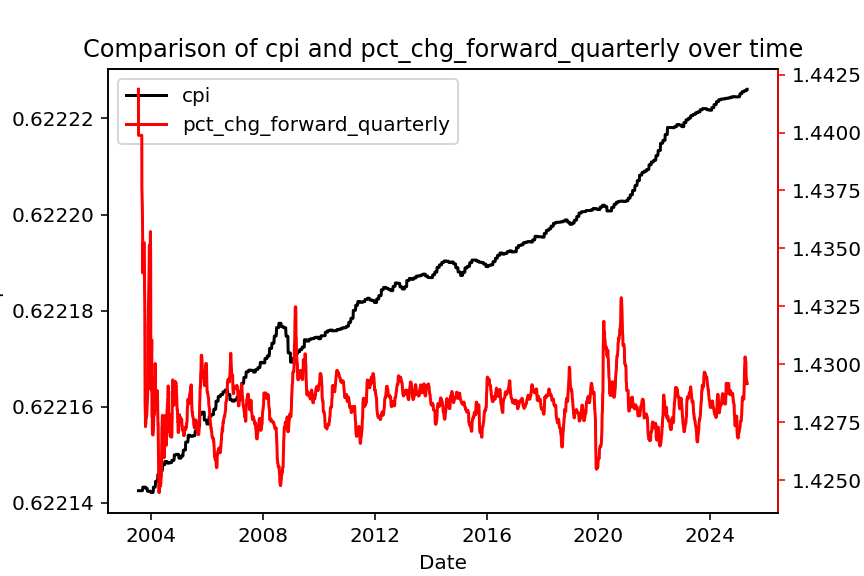 Comparison of cpi and pct_chg_forward_quarterly over time
cpi
pct_chg_forward_quarterly
0.62222
0.62220
0.62218
0.62216
0.62214
1.4425
1.4400
1.4375
1.4350
1.4325
1.4300
1.4275
1.4250
2004 2008 2012 2016 2020 2024
Date